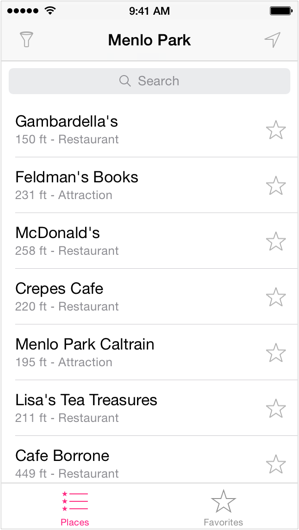 9:41 AM
Menlo Park
Search
Gambardella's
150 ft - Restaurant
Feldman's Books
231 ft - Attraction
McDonald's
258 ft - Restaurant
Crepes Cafe
220 ft - Restaurant
Menlo Park Caltrain
195 ft - Attraction
Lisa's Tea Treasures
211 ft - Restaurant
Cafe Borrone
449 ft - Restaurant
Places Favorites